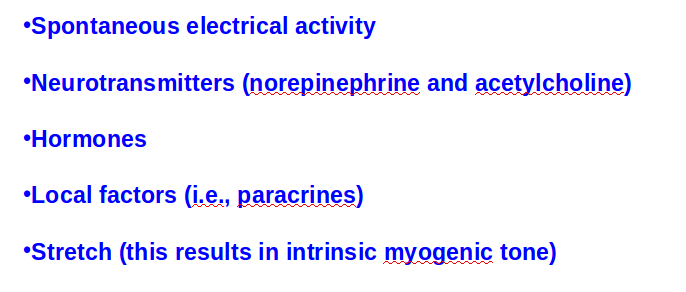 •Spontaneous electrical activity
•Neurotransmitters (norepinephrine and acetylcholine)
•Hormones
•Local factors (i.e., paracrines)
•Stretch (this results in intrinsic myogenic tone)